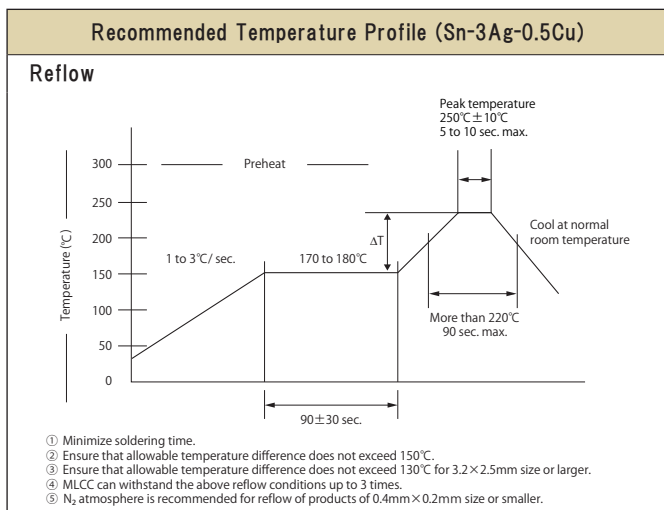 Recommended Temperature Profile (Sn-3Ag-0.5Cu)
Reflow
Peak temperature
250℃±10℃
5 to 10 sec. max.
300
Preheat
250
200
150
100
50
0
Temperature (℃)
1 to 3℃/ sec.
170 to 180℃
ΔT
Cool at normal
room temperature
More than 220℃
90 sec. max.
90±30 sec.
① Minimize soldering time.
② Ensure that allowable temperature difference does not exceed 150℃.
③ Ensure that allowable temperature difference does not exceed 130℃ for 3.2×2.5mm size or larger.
④ MLCC can withstand the above reflow conditions up to 3 times.
⑤ N₂ atmosphere is recommended for reflow of products of 0.4mm×0.2mm size or smaller.